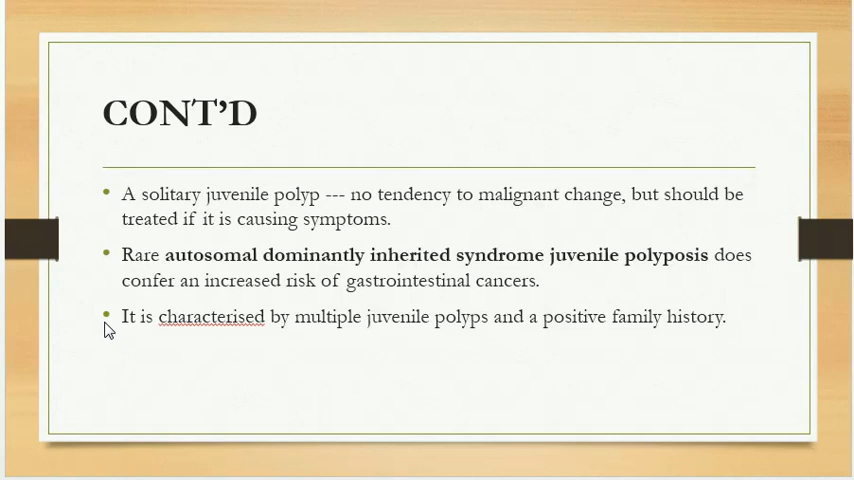 CONT'D
• A solitary juvenile polyp --- no tendency to malignant change, but should be
treated if it is causing symptoms.
• Rare autosomal dominantly inherited syndrome juvenile polyposis does
confer an increased risk of gastrointestinal cancers.
• It is characterised by multiple juvenile polyps and a positive family history.